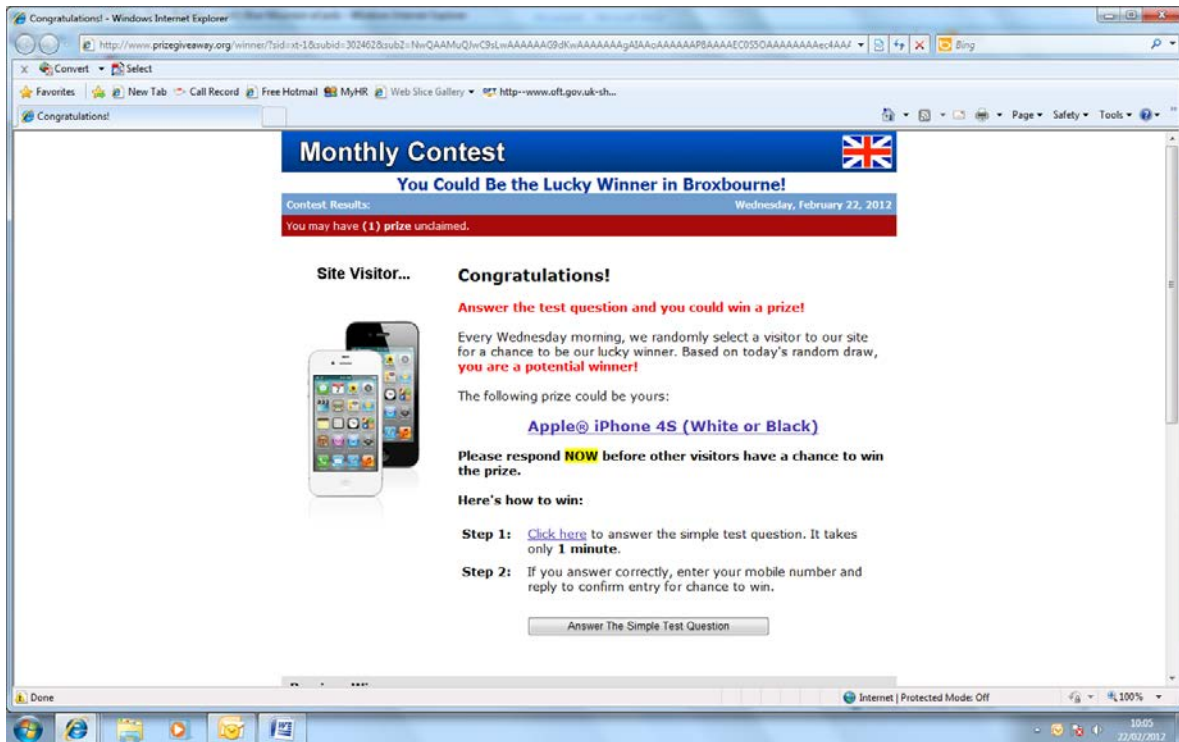 Congratulations! - Windows Internet Explorer
Bing
x Convert Select
Favorites New Tab Call Record Free Hotmail MyHR Web Slice Gallery http--www.oft.gov.uk-sh...
Congratulations! Page Safety Tools
Monthly Contest
You Could Be the Lucky Winner in Broxbourne!
Contest Results: Wednesday, February 22, 2012
You may have (1) prize unclaimed.
Site Visitor...
Congratulations!
Answer the test question and you could win a prize!
Every Wednesday morning, we randomly select a visitor to our site
for a chance to be our lucky winner. Based on today's random draw,
you are a potential winner!
The following prize could be yours:
Apple® iPhone 4S (White or Black)
Please respond NOW before other visitors have a chance to win
the prize.
Here's how to win:
Step 1: Click here to answer the simple test question. It takes
only 1 minute.
Step 2: If you answer correctly, enter your mobile number and
reply to confirm entry for chance to win.
Answer The Simple Test Question
Done Internet | Protected Mode: Off 100%
10:05
22/02/2012